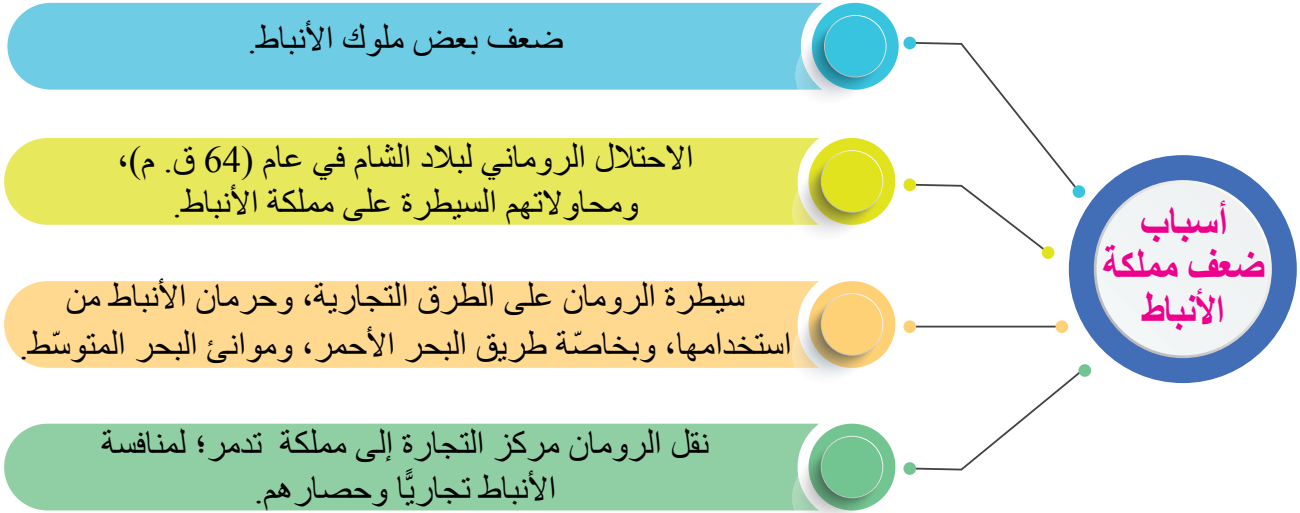 أسباب
ضعف مملكة
الأنباط
ضعف بعض ملوك الأنباط.
الاحتلال الروماني لبلاد الشام في عام (64 ق. م)،
ومحاولاتهم السيطرة على مملكة الأنباط.
سيطرة الرومان على الطرق التجارية، وحرمان الأنباط من
استخدامها، وبخاصّة طريق البحر الأحمر، وموانئ البحر المتوسّط.
نقل الرومان مركز التجارة إلى مملكة تدمر؛ لمنافسة
الأنباط تجاريًّا وحصارهم.